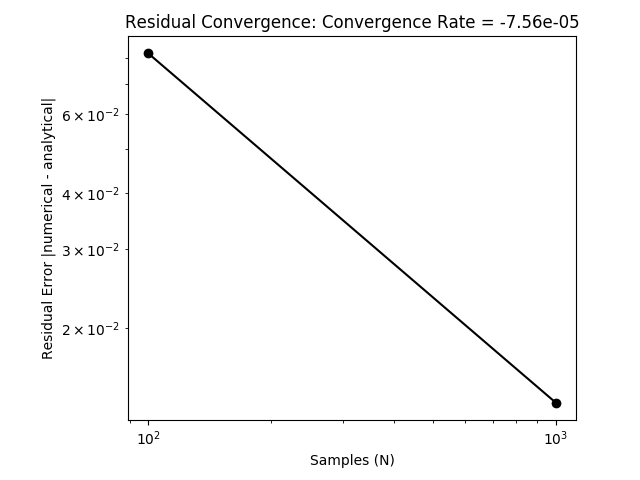 Residual Convergence: Convergence Rate = -7.56e-05
Residual Error |numerical - analytical|
6 × 10⁻²
4 × 10⁻²
3 × 10⁻²
2 × 10⁻²
10²
10³
Samples (N)